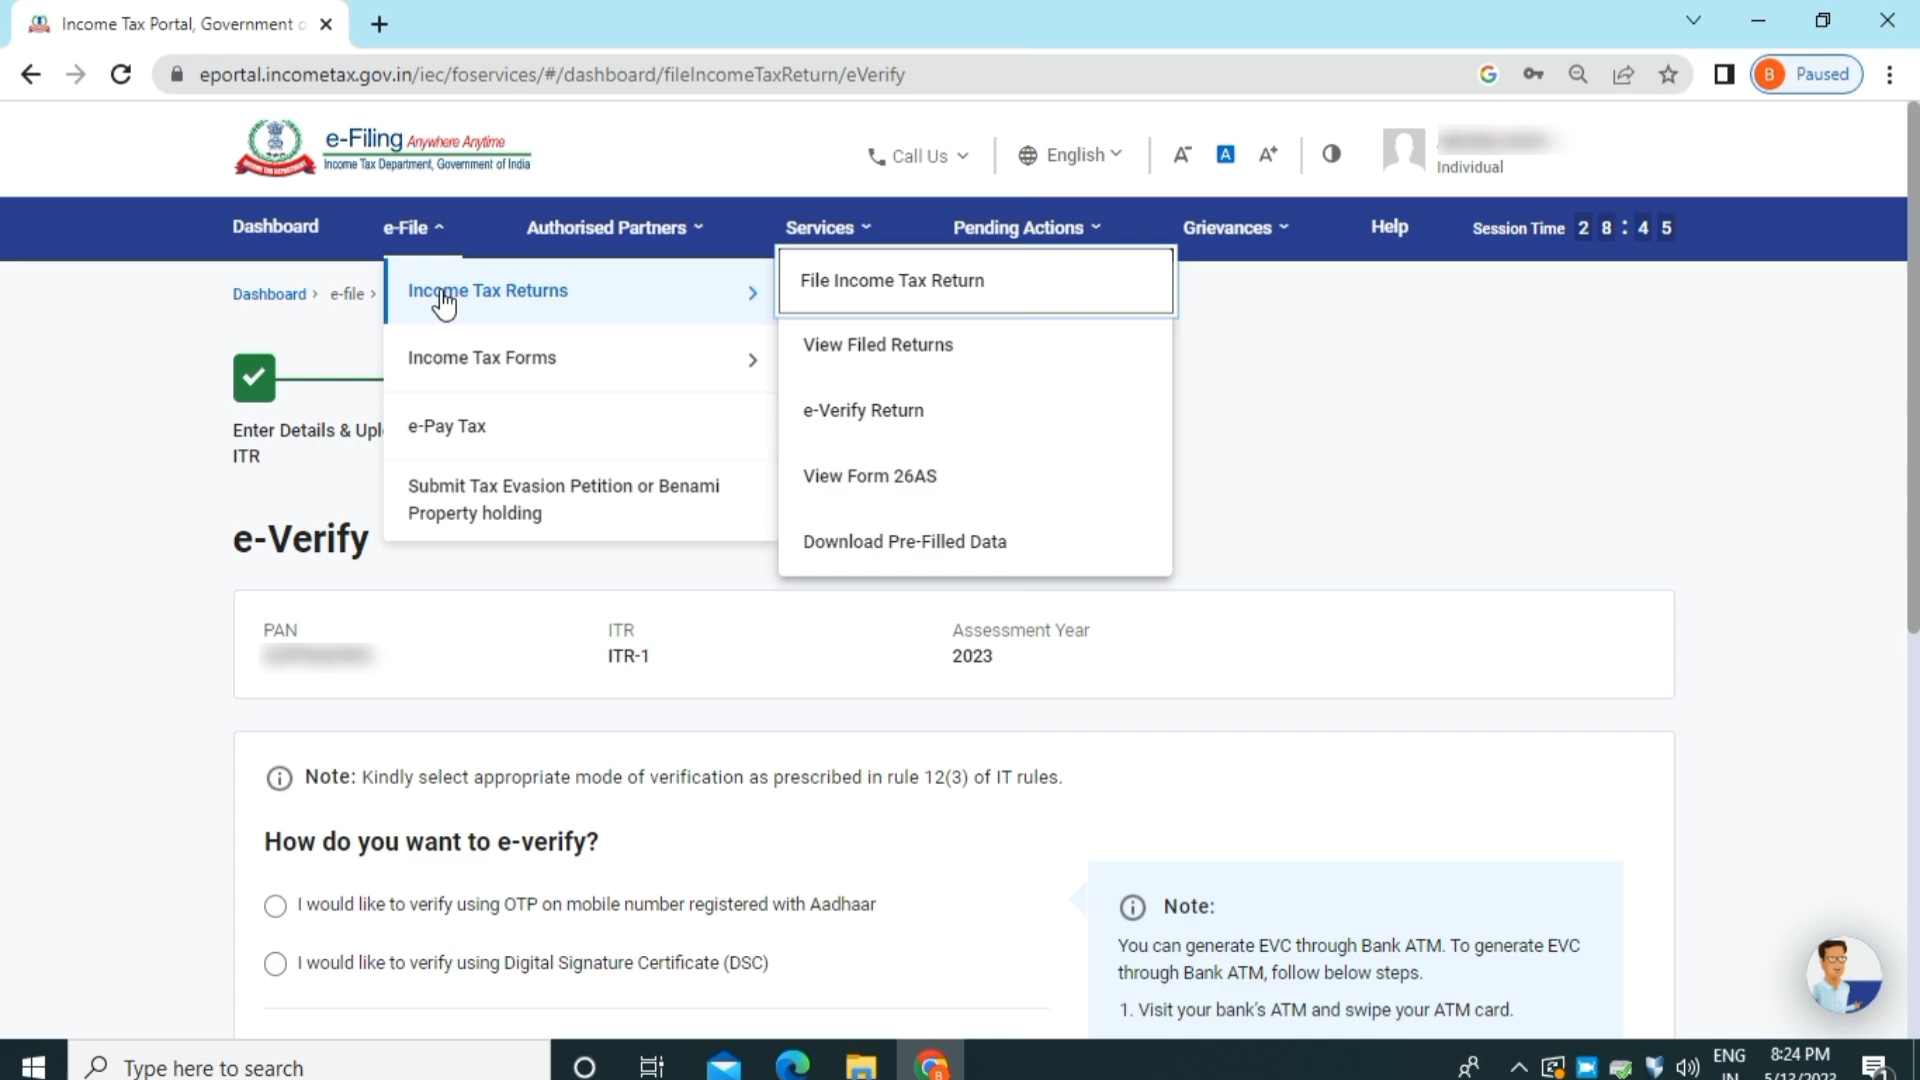 Income Tax Portal, Government o
eportal.incometax.gov.in/iec/foservices/#/dashboard/fileIncomeTaxReturn/eVerify
B Paused
e-Filing Anywhere Anytime
Income Tax Department, Government of India
Call Us
English
A-
A
A+
Individual
Dashboard
e-File
Authorised Partners
Services
Pending Actions
Grievances
Help
Session Time 2 8 : 4 5
Dashboard > e-file >
Income Tax Returns
Income Tax Forms
e-Pay Tax
Submit Tax Evasion Petition or Benami
Property holding
File Income Tax Return
View Filed Returns
e-Verify Return
View Form 26AS
Download Pre-Filled Data
Enter Details & Upl
ITR
e-Verify
PAN
ITR
ITR-1
Assessment Year
2023
Note: Kindly select appropriate mode of verification as prescribed in rule 12(3) of IT rules.
How do you want to e-verify?
I would like to verify using OTP on mobile number registered with Aadhaar
I would like to verify using Digital Signature Certificate (DSC)
Note:
You can generate EVC through Bank ATM. To generate EVC
through Bank ATM, follow below steps.
1. Visit your bank's ATM and swipe your ATM card.
Type here to search
ENG
IN
8:24 PM
5/13/2023